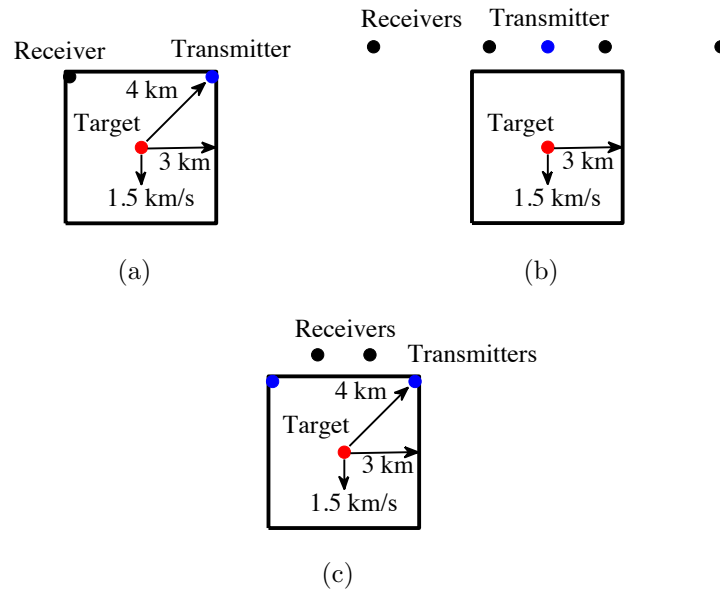 Receivers Transmitter
Receiver Transmitter
4 km
Target
3 km
1.5 km/s
Target
3 km
1.5 km/s
(a)
(b)
Receivers
Transmitters
4 km
Target
3 km
1.5 km/s
(c)